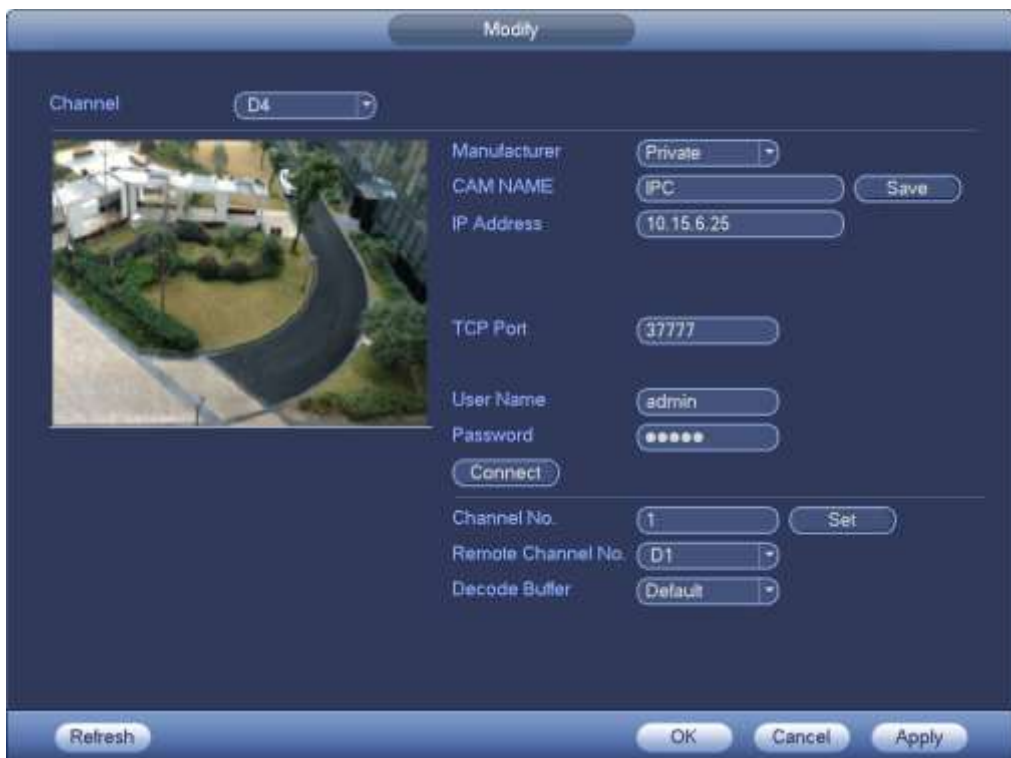 Modify
Channel D4
Manufacturer Private
CAM NAME IPC Save
IP Address 10.15.6.25
TCP Port 37777
User Name admin
Password ●●●●●
Connect
Channel No. 1 Set
Remote Channel No. D1
Decode Buffer Default
Refresh OK Cancel Apply